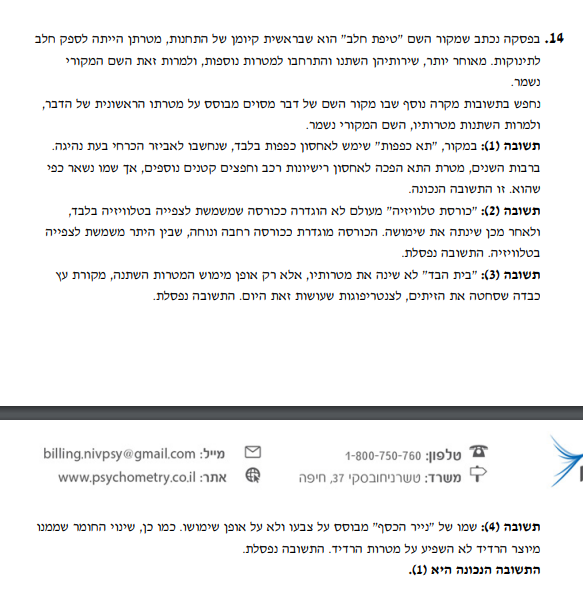 14. בפסקה נכתב שמקור השם "טיפת חלב" הוא שבראשית קיומן של התחנות, מטרתן הייתה לספק חלב
לתינוקות. מאוחר יותר, שירותיהן השתנו והתרחבו למטרות נוספות, ולמרות זאת השם המקורי
נשמר.
נחפש בתשובות מקרה נוסף שבו מקור השם של דבר מסוים מבוסס על מטרתו הראשונית של הדבר,
ולמרות השתנות מטרותיו, השם המקורי נשמר.
תשובה (1): במקור, "תא כפפות" שימש לאחסון כפפות בלבד, שנחשבו לאביזר הכרחי בעת נהיגה.
ברבות השנים, מטרת התא הפכה לאחסון רישיונות רכב וחפצים קטנים נוספים, אך שמו נשאר כפי
שהוא. זו התשובה הנכונה.
תשובה (2): "כורסת טלוויזיה" מעולם לא הוגדרה ככורסה שמשמשת לצפייה בטלוויזיה בלבד,
ולאחר מכן שינתה את שימושה. הכורסה מוגדרת ככורסה רחבה ונוחה, שבין היתר משמשת לצפייה
בטלוויזיה. התשובה נפסלת.
תשובה (3): "בית הבד" לא שינה את מטרותיו, אלא רק אופן מימוש המטרות השתנה, מקורת עץ
כבדה שסחטה את הזיתים, לצנטריפוגות שעושות זאת היום. התשובה נפסלת.
טלפון: 1-800-750-760
מייל: billing.nivpsy@gmail.com
משרד: טשרניחובסקי 37, חיפה
אתר: www.psychometry.co.il
תשובה (4): שמו של "נייר הכסף" מבוסס על צבעו ולא על אופן שימושו. כמו כן, שינוי החומר שממנו
מיוצר הרדיד לא השפיע על מטרות הרדיד. התשובה נפסלת.
התשובה הנכונה היא (1).